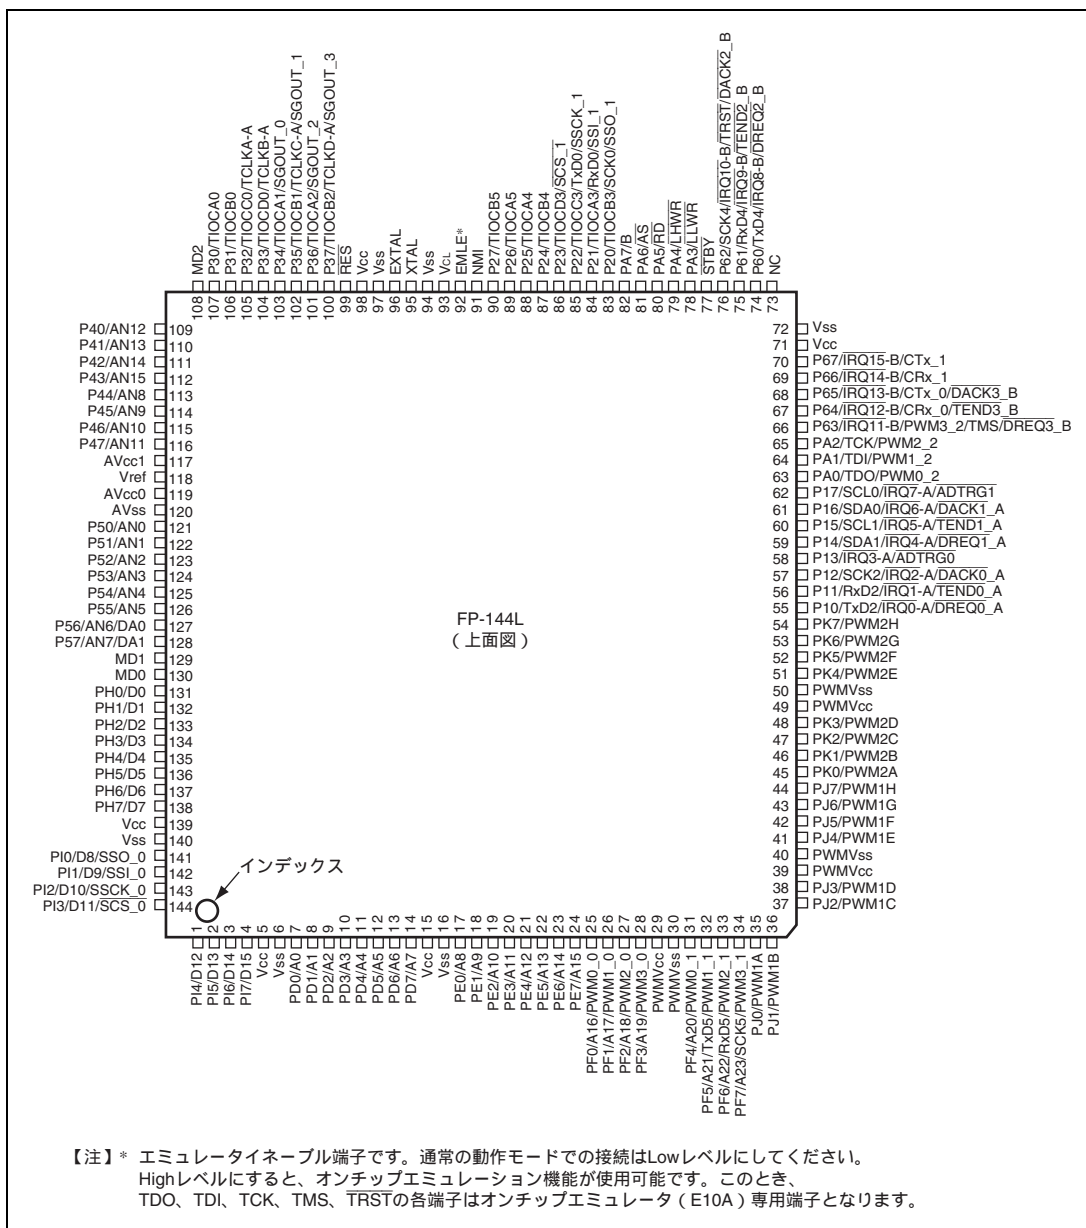 MD2
P30/TIOCA0
P31/TIOCB0
P32/TIOCC0/TCLKA-A
P33/TIOCD0/TCLKB-A
P34/TIOCA1/SGOUT_0
P35/TIOCB1/TCLKC-A/SGOUT_1
P36/TIOCA2/SGOUT_2
P37/TIOCB2/TCLKD-A/SGOUT_3
RES
Vcc
Vss
EXTAL
XTAL
Vss
VCL
EMLE*
NMI
P27/TIOCB5
P26/TIOCA5
P25/TIOCA4
P24/TIOCB4
P23/TIOCD3/SCS_1
P22/TIOCC3/TxD0/SSCK_1
P21/TIOCA3/RxD0/SSI_1
P20/TIOCB3/SCK0/SSO_1
PA7/B
PA6/AS
PA5/RD
PA4/LHWR
PA3/LLWR
STBY
P62/SCK4/IRQ10-B/TRST/DACK2_B
P61/RxD4/IRQ9-B/TEND2_B
P60/TxD4/IRQ8-B/DREQ2_B
NC
108 107 106 105 104 103 102 101 100 99 98 97 96 95 94 93 92 91 90 89 88 87 86 85 84 83 82 81 80 79 78 77 76 75 74 73
P40/AN12 109
P41/AN13 110
P42/AN14 111
P43/AN15 112
P44/AN8 113
P45/AN9 114
P46/AN10 115
P47/AN11 116
AVcc1 117
Vref 118
AVcc0 119
AVss 120
P50/AN0 121
P51/AN1 122
P52/AN2 123
P53/AN3 124
P54/AN4 125
P55/AN5 126
P56/AN6/DA0 127
P57/AN7/DA1 128
MD1 129
MD0 130
PH0/D0 131
PH1/D1 132
PH2/D2 133
PH3/D3 134
PH4/D4 135
PH5/D5 136
PH6/D6 137
PH7/D7 138
Vcc 139
Vss 140
PI0/D8/SSO_0 141
PI1/D9/SSI_0 142
PI2/D10/SSCK_0 143
PI3/D11/SCS_0 144
FP-144L
（上面図）
インデックス
72 Vss
71 Vcc
70 P67/IRQ15-B/CTx_1
69 P66/IRQ14-B/CRx_1
68 P65/IRQ13-B/CTx_0/DACK3_B
67 P64/IRQ12-B/CRx_0/TEND3_B
66 P63/IRQ11-B/PWM3_2/TMS/DREQ3_B
65 PA2/TCK/PWM2_2
64 PA1/TDI/PWM1_2
63 PA0/TDO/PWM0_2
62 P17/SCL0/IRQ7-A/ADTRG1
61 P16/SDA0/IRQ6-A/DACK1_A
60 P15/SCL1/IRQ5-A/TEND1_A
59 P14/SDA1/IRQ4-A/DREQ1_A
58 P13/IRQ3-A/ADTRG0
57 P12/SCK2/IRQ2-A/DACK0_A
56 P11/RxD2/IRQ1-A/TEND0_A
55 P10/TxD2/IRQ0-A/DREQ0_A
54 PK7/PWM2H
53 PK6/PWM2G
52 PK5/PWM2F
51 PK4/PWM2E
50 PWMVss
49 PWMVcc
48 PK3/PWM2D
47 PK2/PWM2C
46 PK1/PWM2B
45 PK0/PWM2A
44 PJ7/PWM1H
43 PJ6/PWM1G
42 PJ5/PWM1F
41 PJ4/PWM1E
40 PWMVss
39 PWMVcc
38 PJ3/PWM1D
37 PJ2/PWM1C
1 2 3 4 5 6 7 8 9 10 11 12 13 14 15 16 17 18 19 20 21 22 23 24 25 26 27 28 29 30 31 32 33 34 35 36
PI4/D12
PI5/D13
PI6/D14
PI7/D15
Vcc
Vss
PD0/A0
PD1/A1
PD2/A2
PD3/A3
PD4/A4
PD5/A5
PD6/A6
PD7/A7
Vcc
Vss
PE0/A8
PE1/A9
PE2/A10
PE3/A11
PE4/A12
PE5/A13
PE6/A14
PE7/A15
PF0/A16/PWM0_0
PF1/A17/PWM1_0
PF2/A18/PWM2_0
PF3/A19/PWM3_0
PWMVcc
PWMVss
PF4/A20/PWM0_1
PF5/A21/TxD5/PWM1_1
PF6/A22/RxD5/PWM2_1
PF7/A23/SCK5/PWM3_1
PJ0/PWM1A
PJ1/PWM1B
【注】* エミュレータイネーブル端子です。通常の動作モードでの接続はLowレベルにしてください。
Highレベルにすると、オンチップエミュレーション機能が使用可能です。このとき、
TDO、TDI、TCK、TMS、TRSTの各端子はオンチップエミュレータ（E10A）専用端子となります。